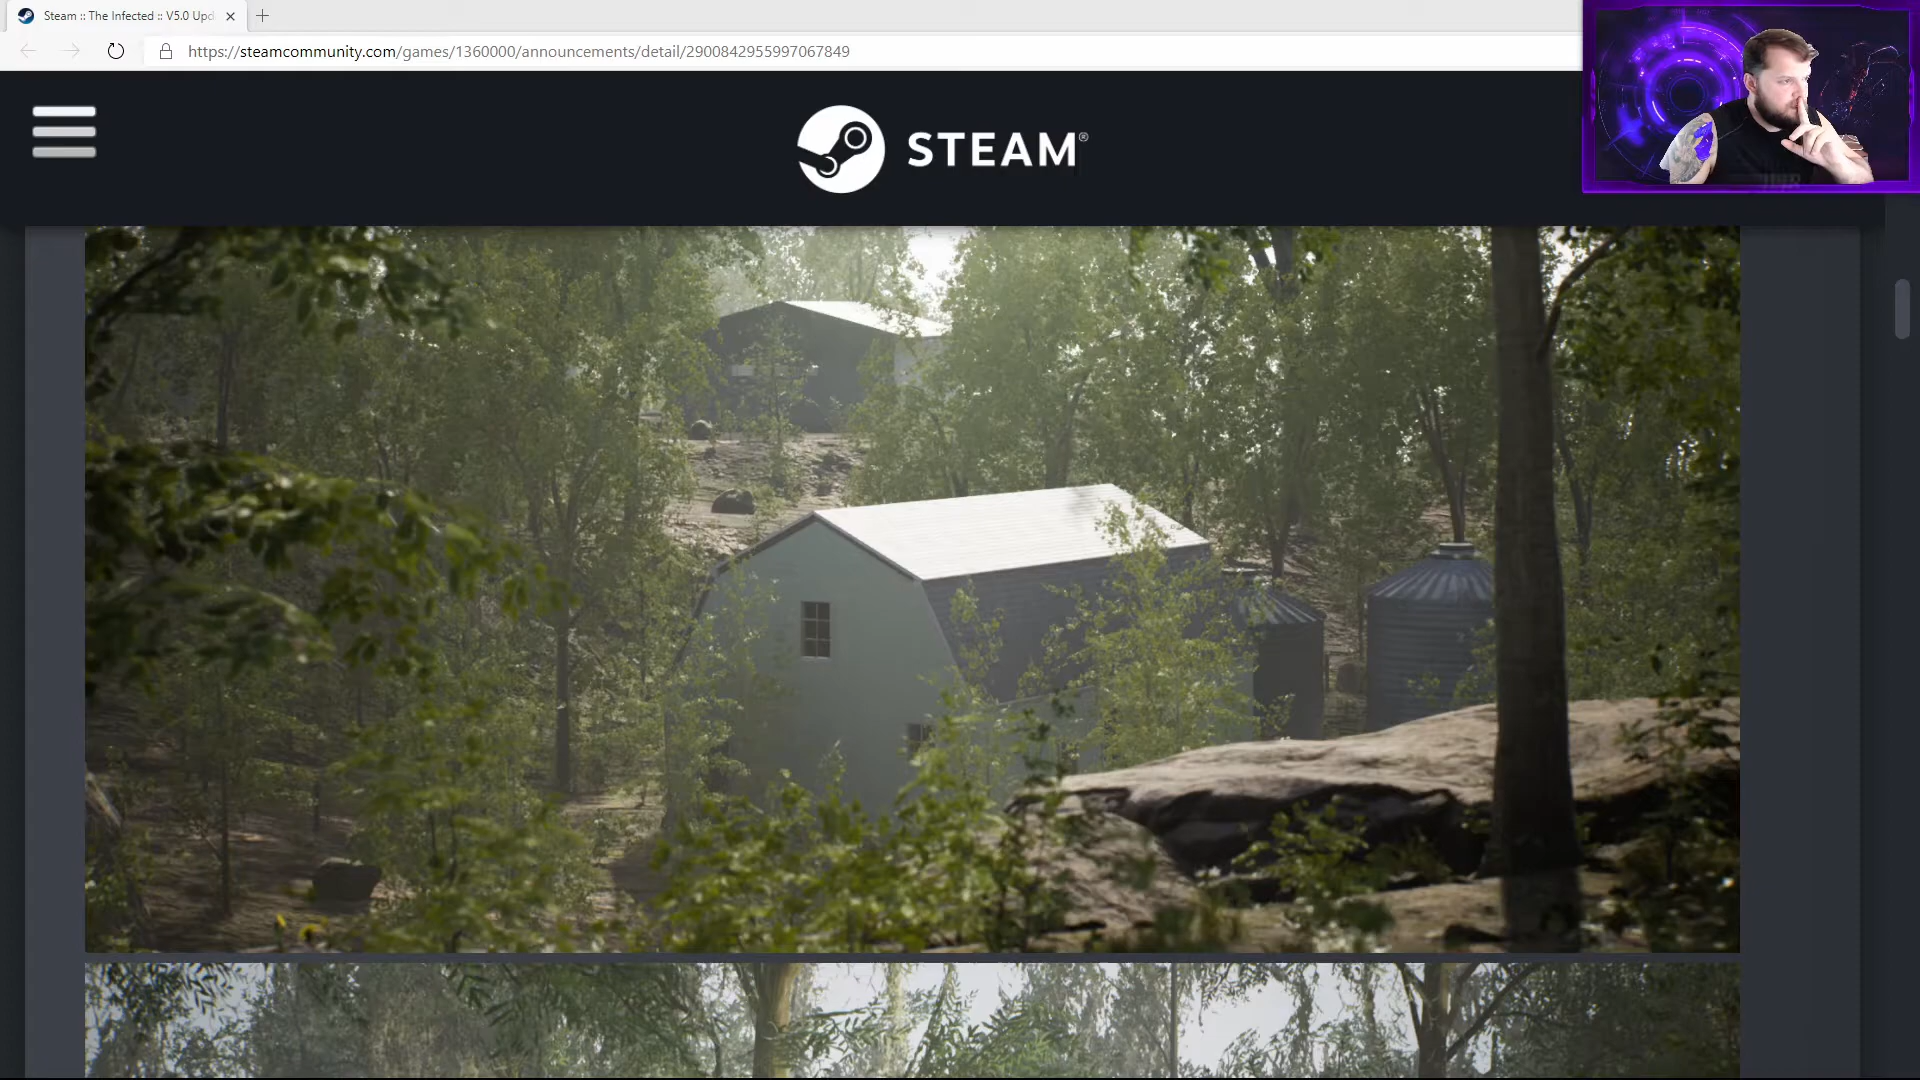 Steam :: The Infected :: V5.0 Upd
https://steamcommunity.com/games/1360000/announcements/detail/2900842955997067849
STEAM®